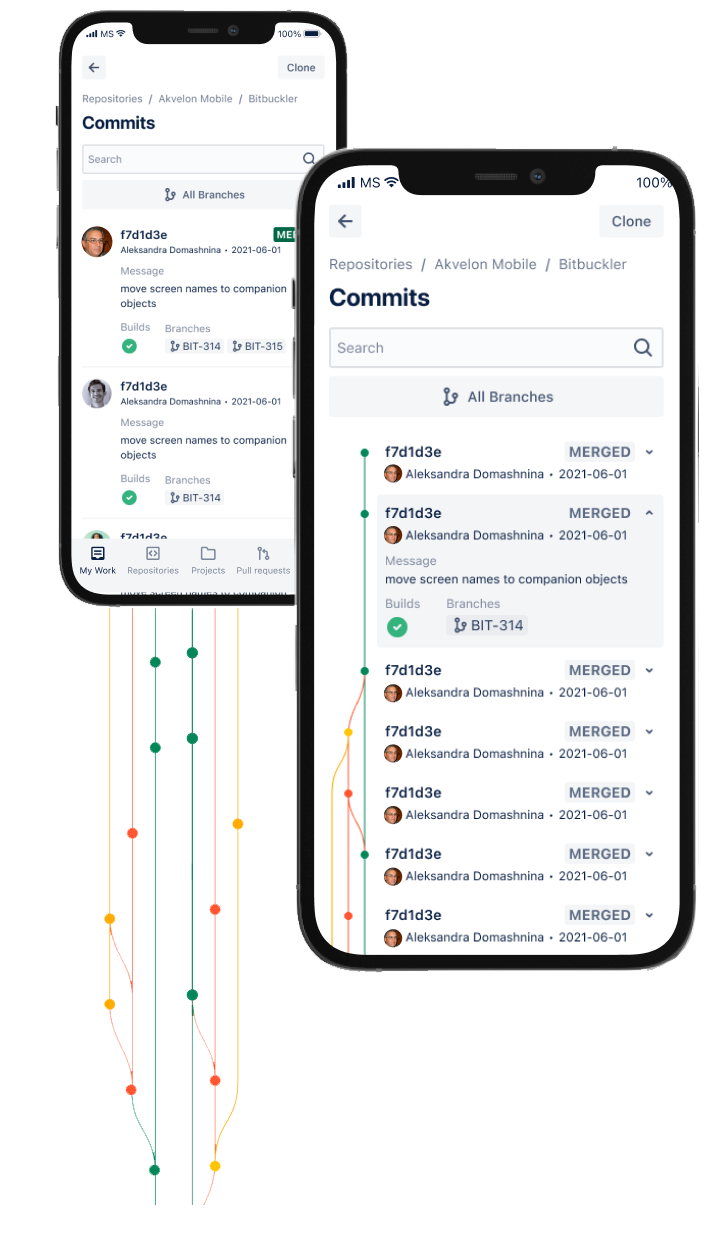 MS 100%
Clone
Repositories / Akvelon Mobile / Bitbuckler
Commits
Search
All Branches
f7d1d3e
Aleksandra Domashnina • 2021-06-01
Message
move screen names to companion
objects
Builds Branches
BIT-314 BIT-315
f7d1d3e
Aleksandra Domashnina • 2021-06-01
Message
move screen names to companion
objects
Builds Branches
BIT-314
f7d1d3e
My Work Repositories Projects Pull requests
move screen names to companion
MS 100%
Clone
Repositories / Akvelon Mobile / Bitbuckler
Commits
Search
All Branches
f7d1d3e MERGED
Aleksandra Domashnina • 2021-06-01
f7d1d3e MERGED
Aleksandra Domashnina • 2021-06-01
Message
move screen names to companion objects
Builds Branches
BIT-314
f7d1d3e MERGED
Aleksandra Domashnina • 2021-06-01
f7d1d3e MERGED
Aleksandra Domashnina • 2021-06-01
f7d1d3e MERGED
Aleksandra Domashnina • 2021-06-01
f7d1d3e MERGED
Aleksandra Domashnina • 2021-06-01
f7d1d3e MERGED
Aleksandra Domashnina • 2021-06-01